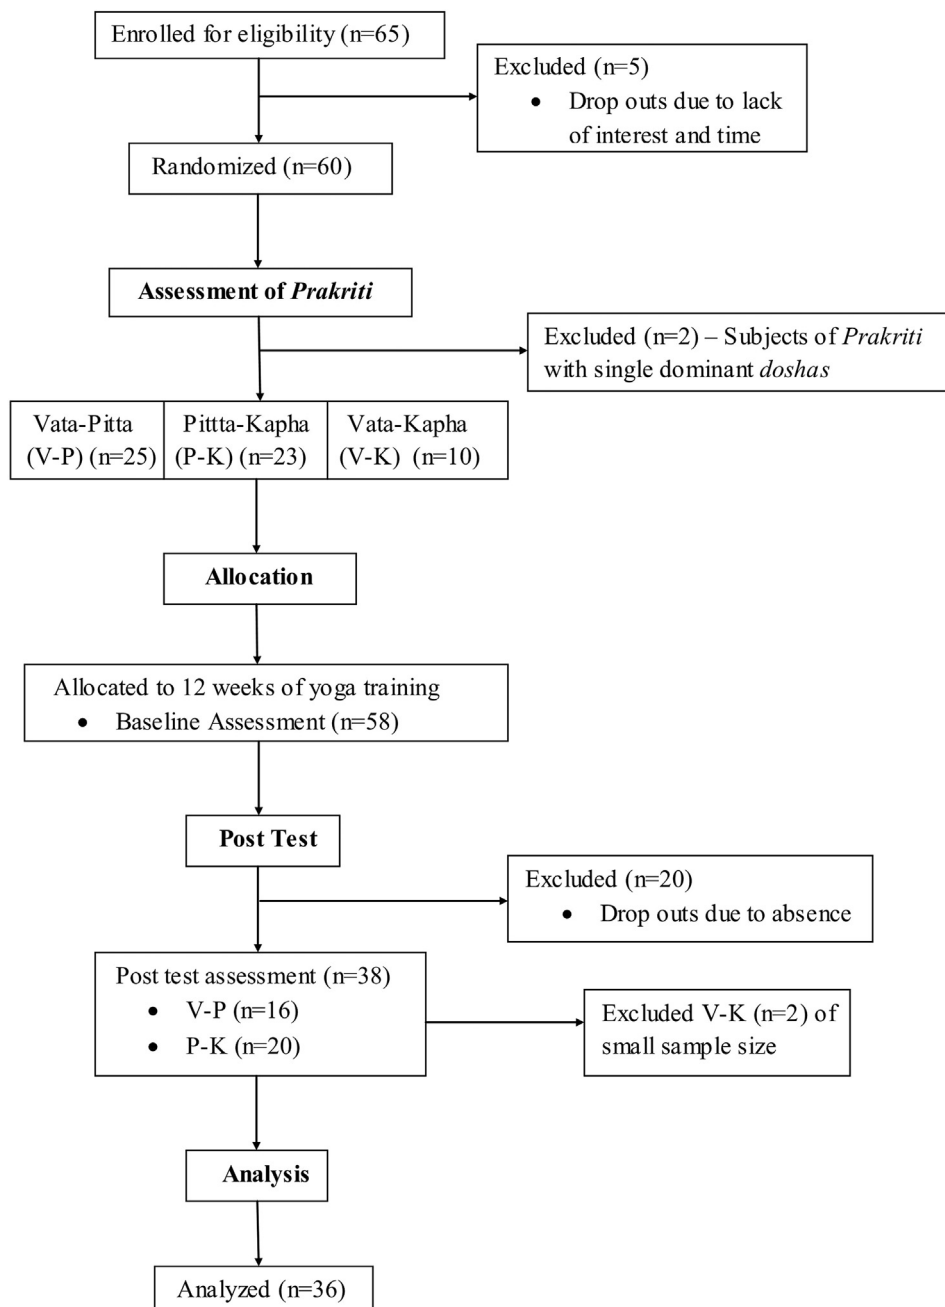 Enrolled for eligibility (n=65)
Excluded (n=5)
• Drop outs due to lack
of interest and time
Randomized (n=60)
Assessment of Prakriti
Excluded (n=2) – Subjects of Prakriti
with single dominant doshas
Vata-Pitta
(V-P) (n=25)
Pittta-Kapha
(P-K) (n=23)
Vata-Kapha
(V-K) (n=10)
Allocation
Allocated to 12 weeks of yoga training
• Baseline Assessment (n=58)
Post Test
Excluded (n=20)
• Drop outs due to absence
Post test assessment (n=38)
• V-P (n=16)
• P-K (n=20)
Excluded V-K (n=2) of
small sample size
Analysis
Analyzed (n=36)